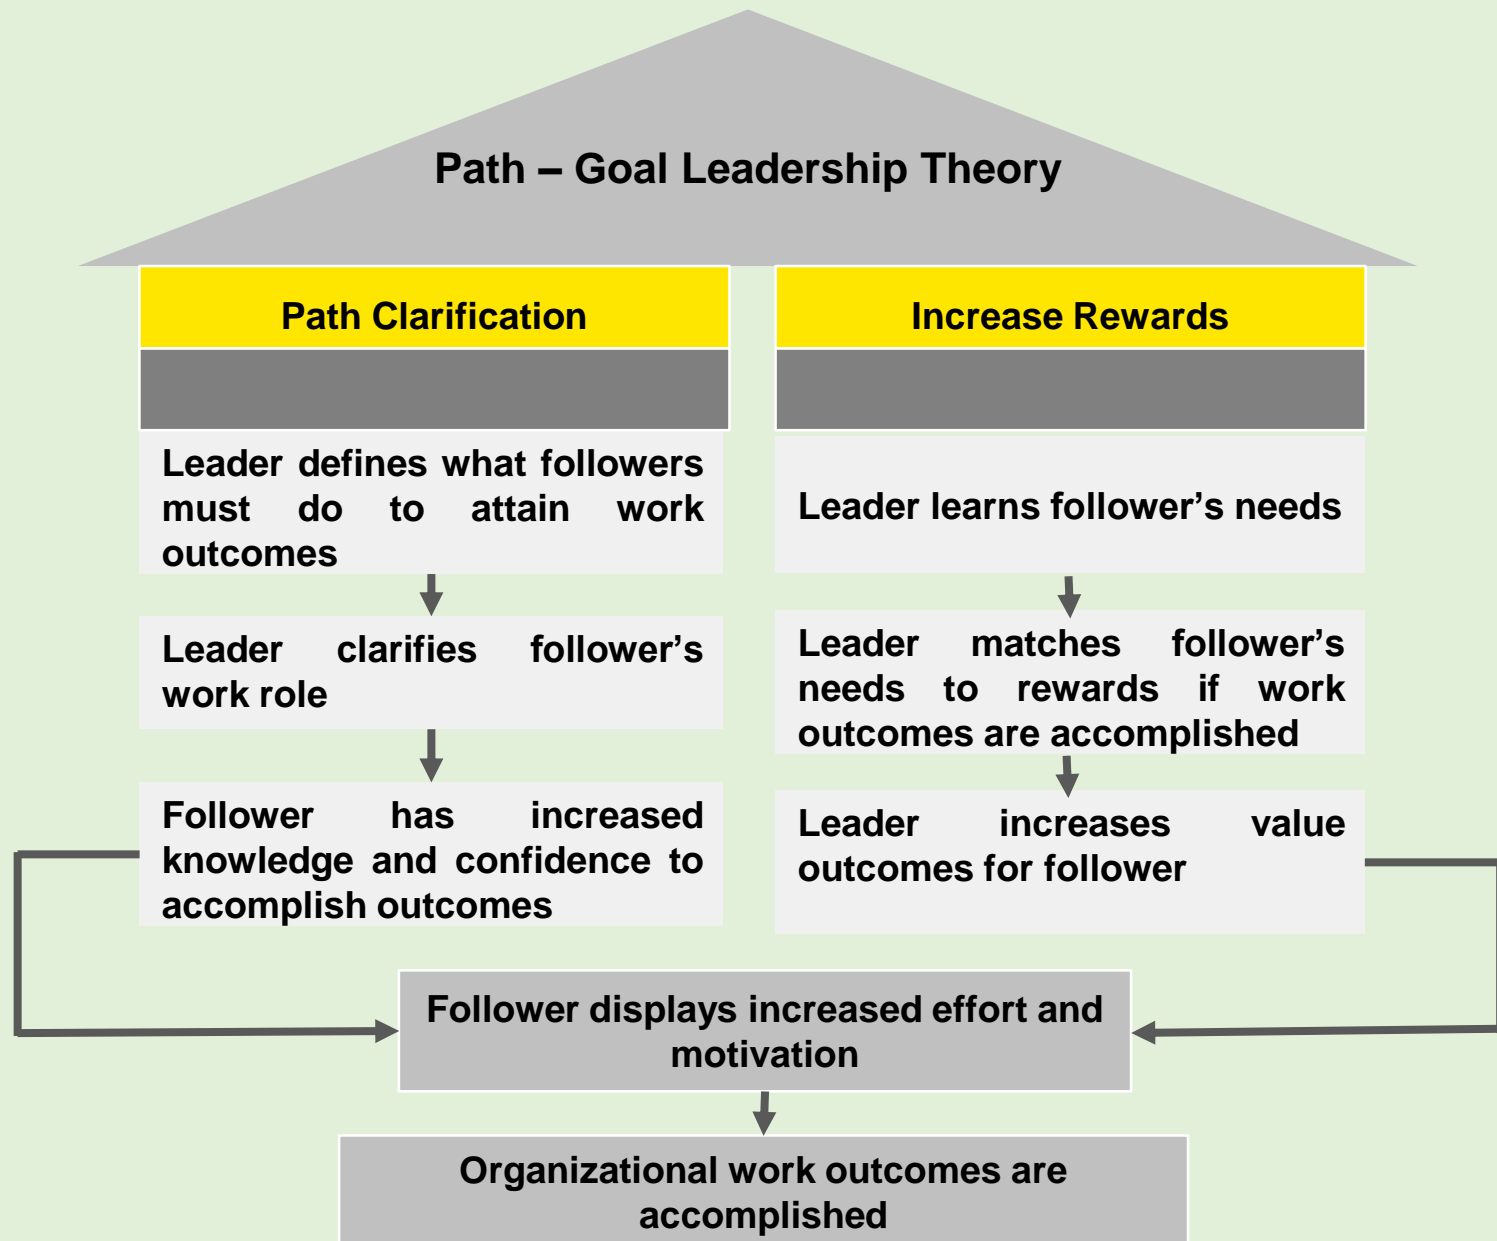 Path – Goal Leadership Theory
Path Clarification
Leader defines what followers
must do to attain work
outcomes
Leader clarifies follower’s
work role
Follower has increased
knowledge and confidence to
accomplish outcomes
Increase Rewards
Leader learns follower’s needs
Leader matches follower’s
needs to rewards if work
outcomes are accomplished
Leader increases value
outcomes for follower
Follower displays increased effort and
motivation
Organizational work outcomes are
accomplished